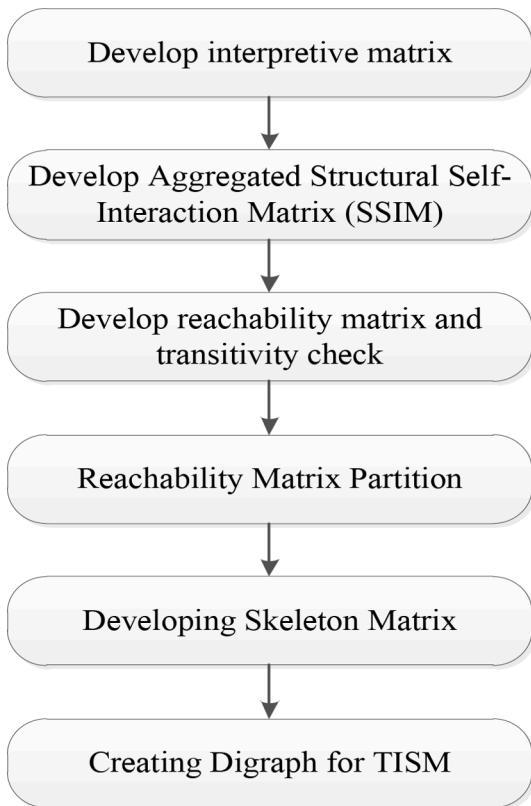 Develop interpretive matrix
Develop Aggregated Structural Self-
Interaction Matrix (SSIM)
Develop reachability matrix and
transitivity check
Reachability Matrix Partition
Developing Skeleton Matrix
Creating Digraph for TISM